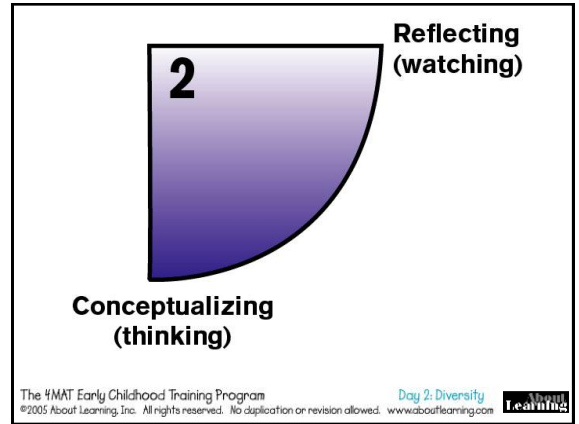 Reflecting
(watching)
2
Conceptualizing
(thinking)
The 4MAT Early Childhood Training Program
Day 2: Diversity
©2005 About Learning, Inc. All rights reserved. No duplication or revision allowed. www.aboutlearning.com
About
Learning